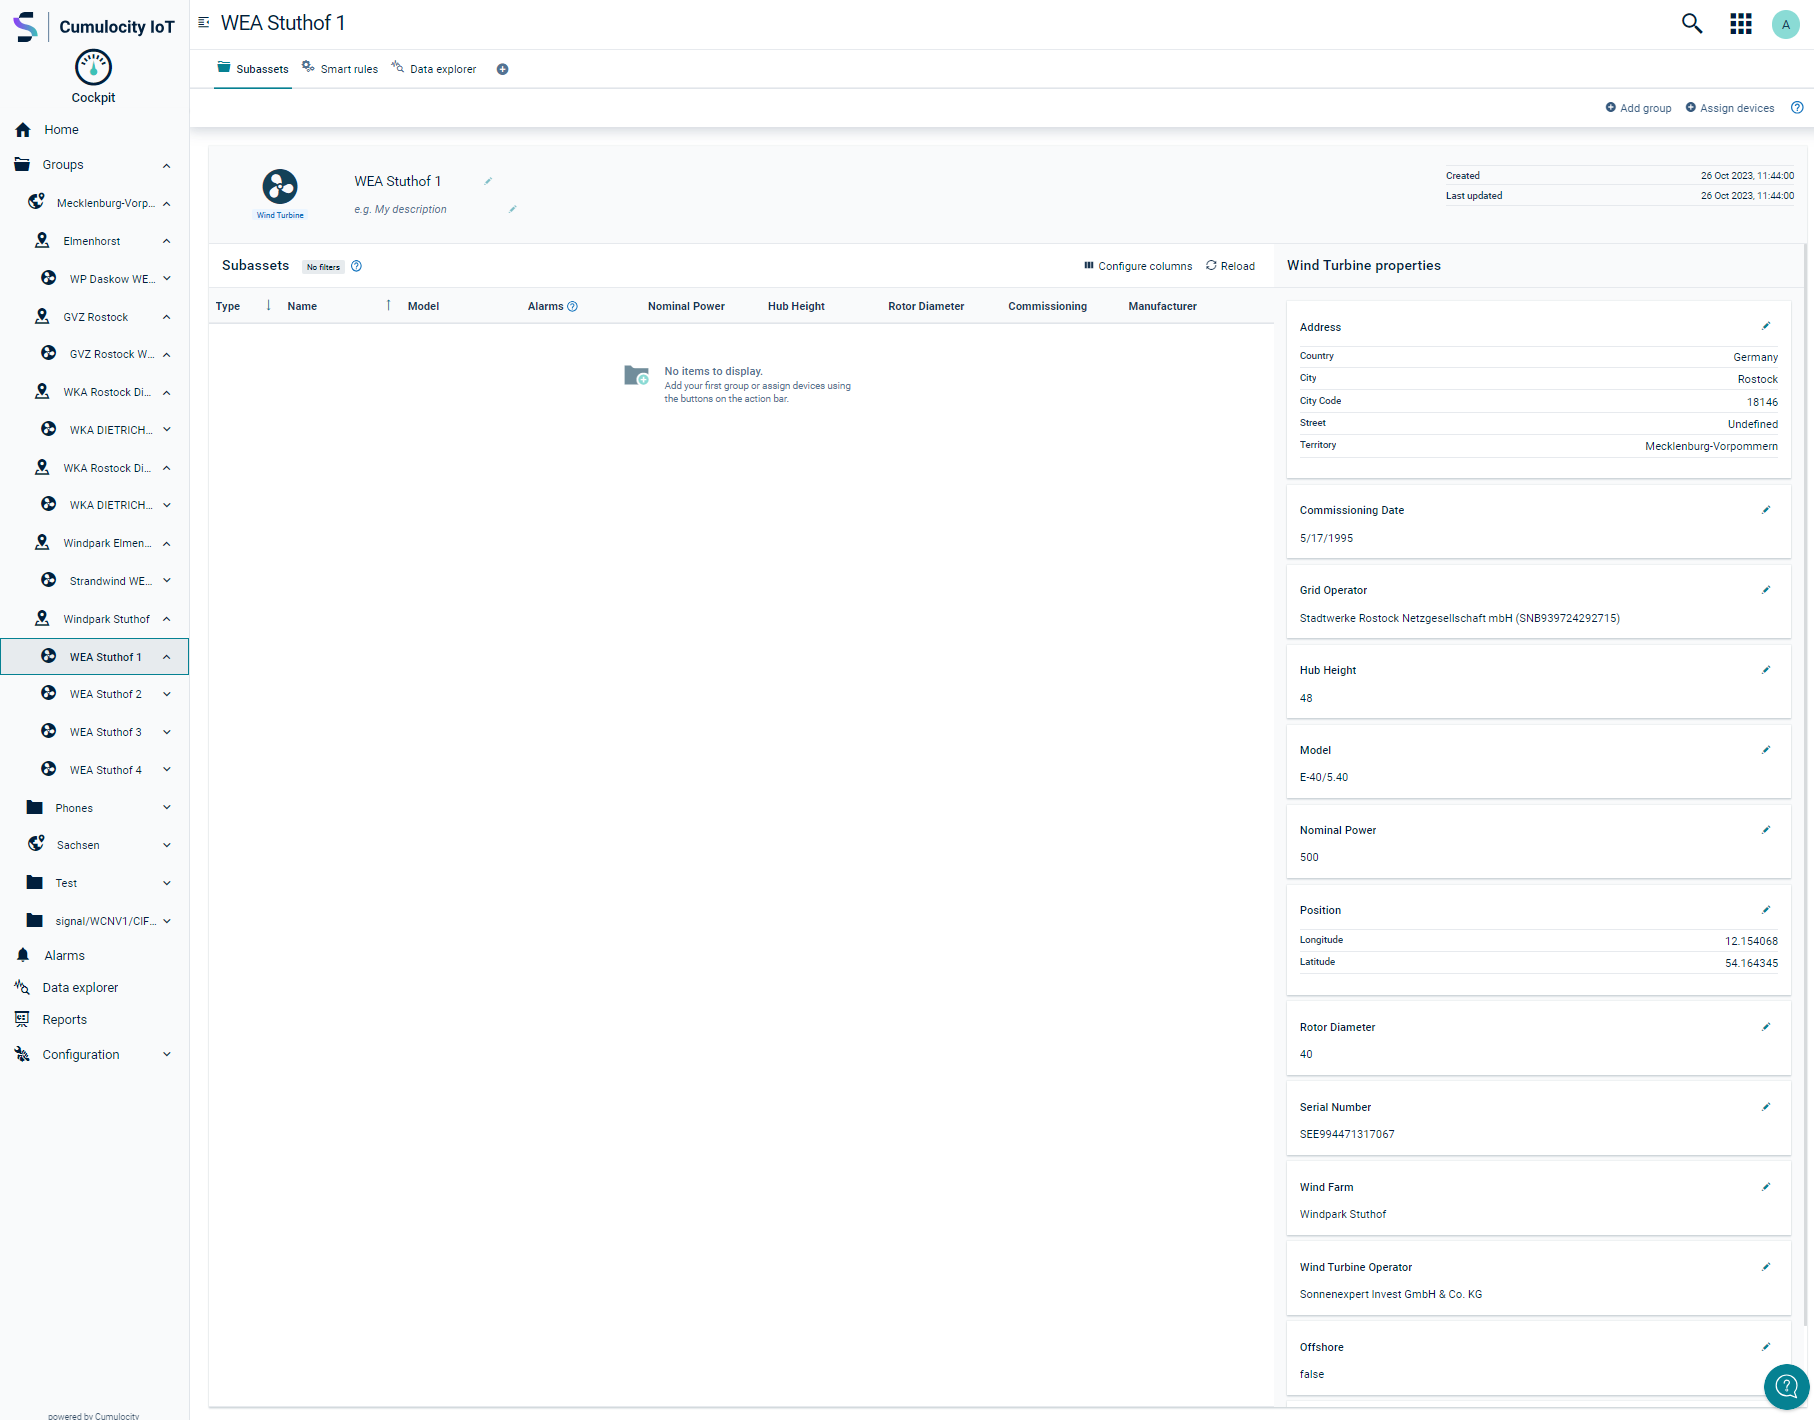 Cumulocity IoT
Cockpit
Home
Groups
Mecklenburg-Vorp...
Elmenhorst
WP Daskow WE...
GVZ Rostock
GVZ Rostock W...
WKA Rostock Di...
WKA DIETRICH...
WKA Rostock Di...
WKA DIETRICH...
Windpark Elmen...
Strandwind WE...
Windpark Stuthof
WEA Stuthof 1
WEA Stuthof 2
WEA Stuthof 3
WEA Stuthof 4
Phones
Sachsen
Test
signal/WCNV1/CIF...
Alarms
Data explorer
Reports
Configuration
powered by Cumulocity
WEA Stuthof 1
A
Subassets Smart rules Data explorer
Add group Assign devices
Wind Turbine
WEA Stuthof 1
e.g. My description
Created 26 Oct 2023, 11:44:00
Last updated 26 Oct 2023, 11:44:00
Subassets No filters Configure columns Reload
Type Name Model Alarms Nominal Power Hub Height Rotor Diameter Commissioning Manufacturer
No items to display.
Add your first group or assign devices using
the buttons on the action bar.
Wind Turbine properties
Address
Country Germany
City Rostock
City Code 18146
Street Undefined
Territory Mecklenburg-Vorpommern
Commissioning Date
5/17/1995
Grid Operator
Stadtwerke Rostock Netzgesellschaft mbH (SNB939724292715)
Hub Height
48
Model
E-40/5.40
Nominal Power
500
Position
Longitude 12.154068
Latitude 54.164345
Rotor Diameter
40
Serial Number
SEE994471317067
Wind Farm
Windpark Stuthof
Wind Turbine Operator
Sonnenexpert Invest GmbH & Co. KG
Offshore
false